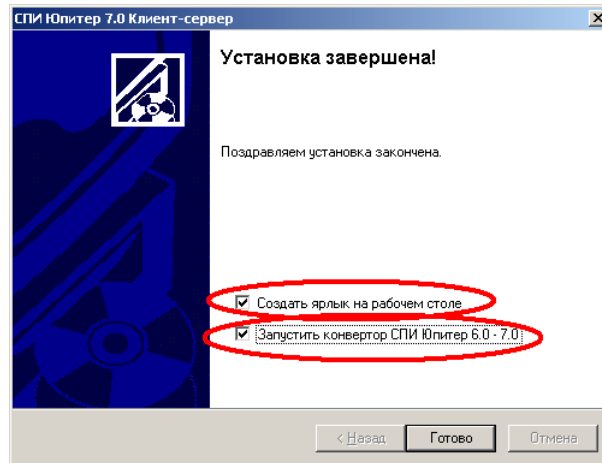 СПИ Юпитер 7.0 Клиент-сервер
Установка завершена!
Поздравляем установка закончена.
Создать ярлык на рабочем столе
Запустить конвертор СПИ Юпитер 6.0 - 7.0
< Назад
Готово
Отмена